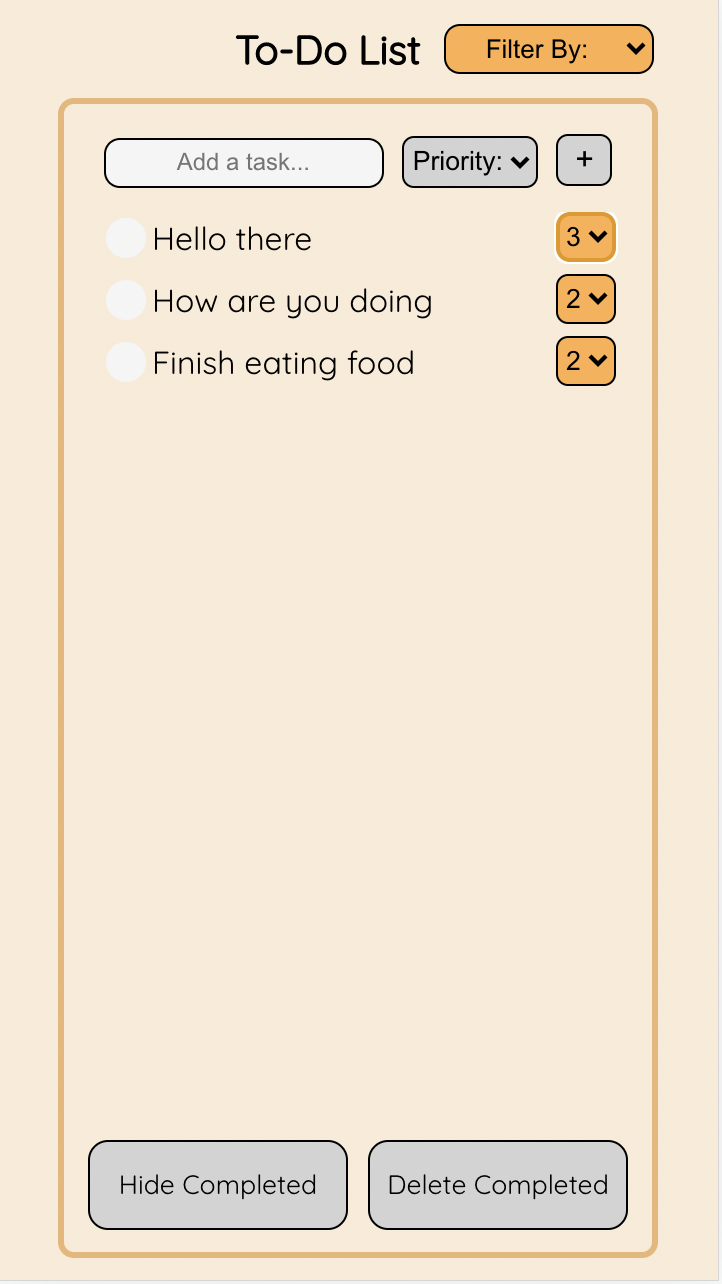 To-Do List Filter By:
Add a task... Priority: +
Hello there 3
How are you doing 2
Finish eating food 2
Hide Completed Delete Completed